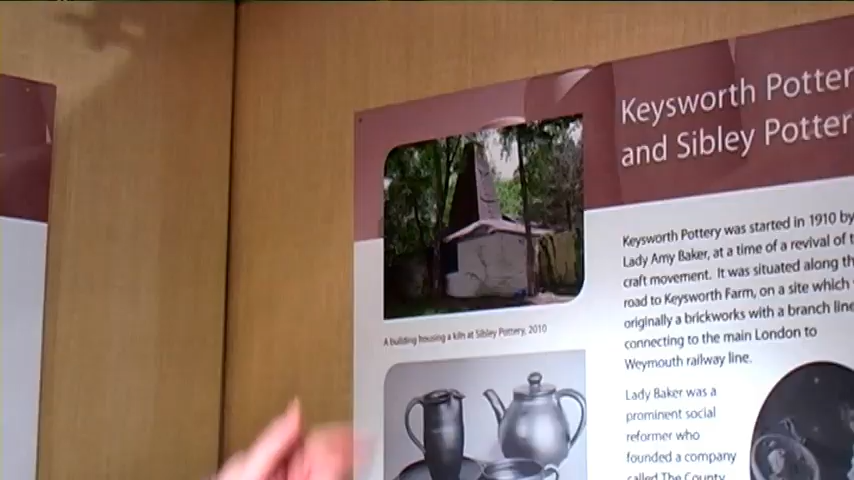 Keysworth Potter
and Sibley Potter
A building housing a kiln at Sibley Pottery, 2010
Keysworth Pottery was started in 1910 by
Lady Amy Baker, at a time of a revival of
craft movement. It was situated along the
road to Keysworth Farm, on a site which
originally a brickworks with a branch line
connecting to the main London to
Weymouth railway line.
Lady Baker was a
prominent social
reformer who
founded a company
called The County